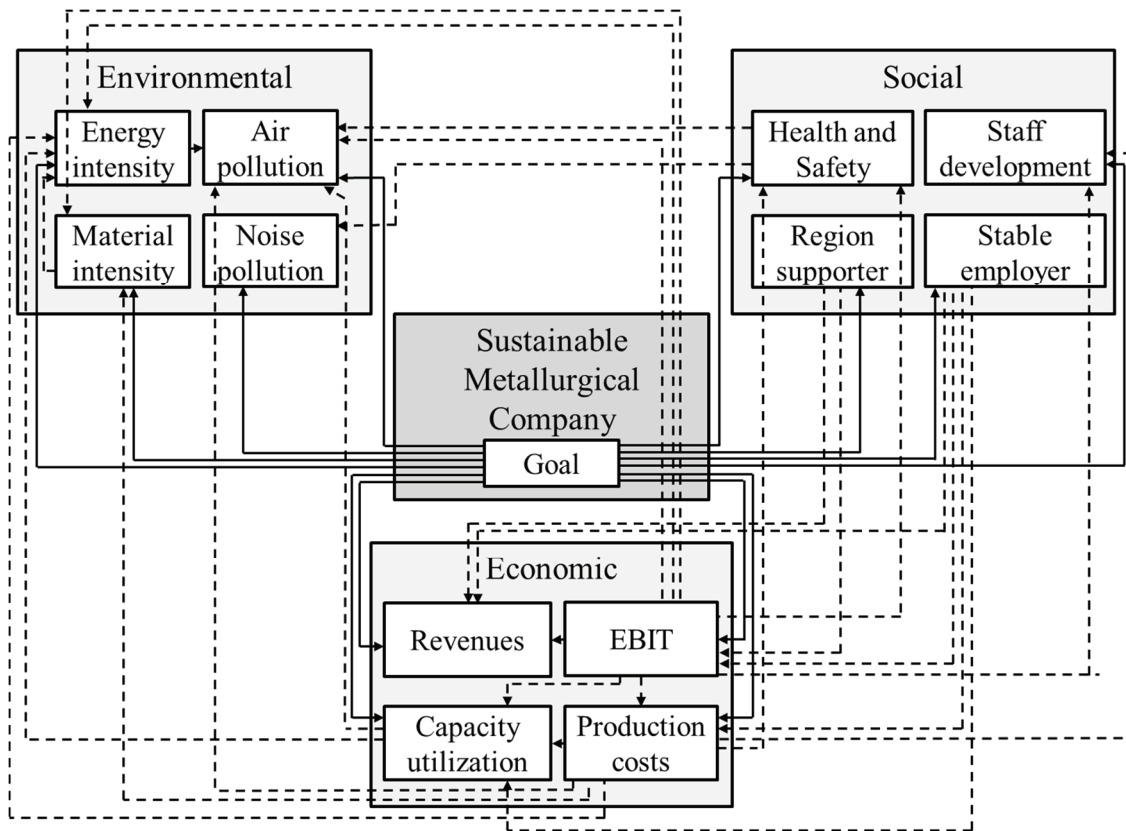 Environmental
Energy
intensity
Air
pollution
Material
intensity
Noise
pollution
Social
Health and
Safety
Staff
development
Region
supporter
Stable
employer
Sustainable
Metallurgical
Company
Goal
Economic
Revenues
EBIT
Capacity
utilization
Production
costs